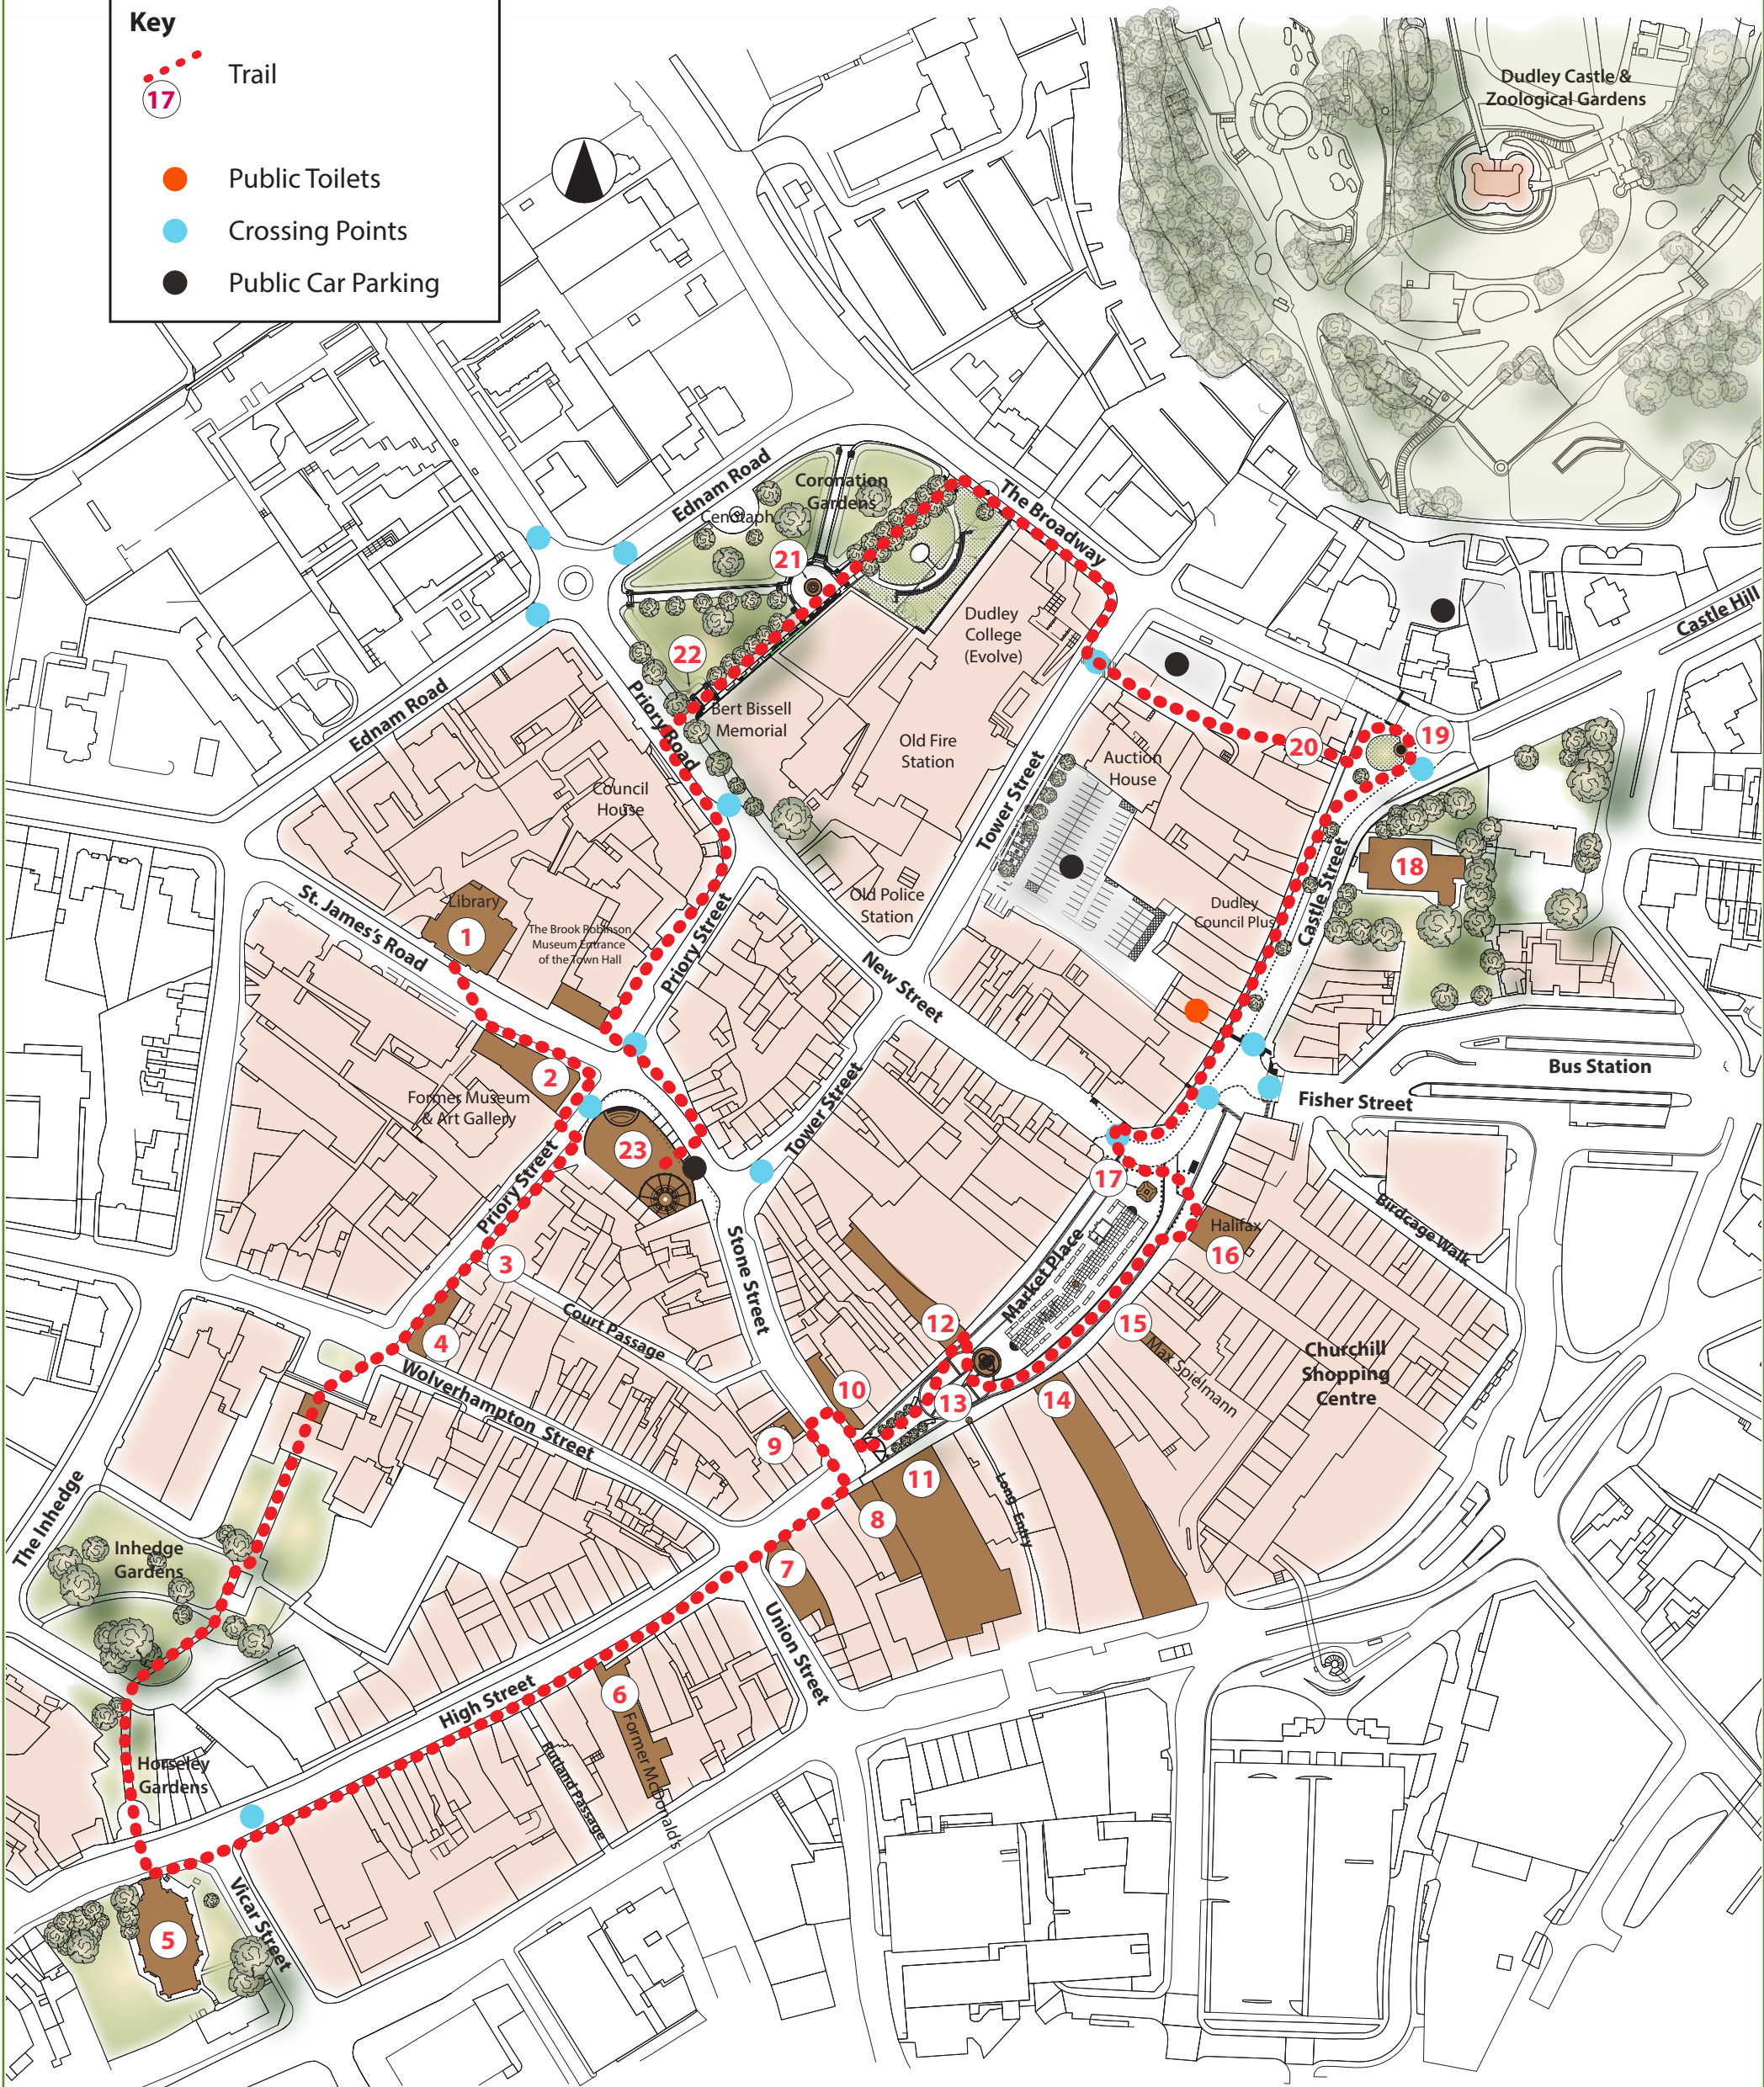 Key
Trail
17
Public Toilets
Crossing Points
Public Car Parking
Dudley Castle &
Zoological Gardens
Castle Hill
Ednam Road
Coronation
Gardens
Cenotaph
The Broadway
21
22
Dudley
College
(Evolve)
Priory Road
Bert Bissell
Memorial
Old Fire
Station
Ednam Road
Council
House
Tower Street
Auction
House
20
19
18
Castle Street
Old Police
Station
Dudley
Council Plus
St. James's Road
Library
1
The Brook Robinson
Museum Entrance
of the Town Hall
Priory Street
New Street
Bus Station
Fisher Street
2
Former Museum
& Art Gallery
23
Tower Street
17
Priory Street
3
Stone Street
Market Place
Halifax
16
Birdcage Walk
4
Court Passage
12
15
Max Spielmann
Churchill
Shopping
Centre
Wolverhampton Street
10
13
14
9
11
8
Long Entry
The Inhedge
Inhedge
Gardens
7
Union Street
High Street
6
Former McDonald's
Rutland Passage
Horseley
Gardens
Vicar Street
5